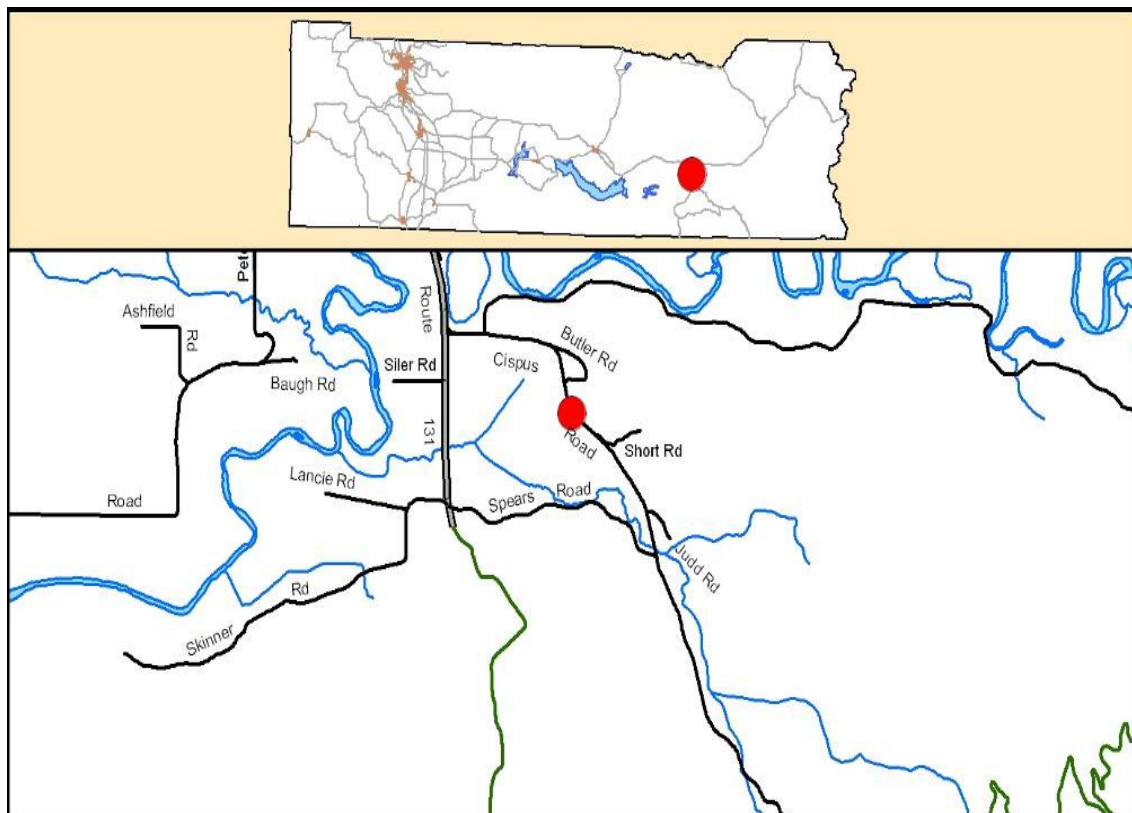 Pete
Route
Ashfield
Rd
Butler Rd
Siler Rd
Cispus
Baugh Rd
131
Road
Short Rd
Lancie Rd
Spears Road
Road
Judd Rd
Rd
Skinner